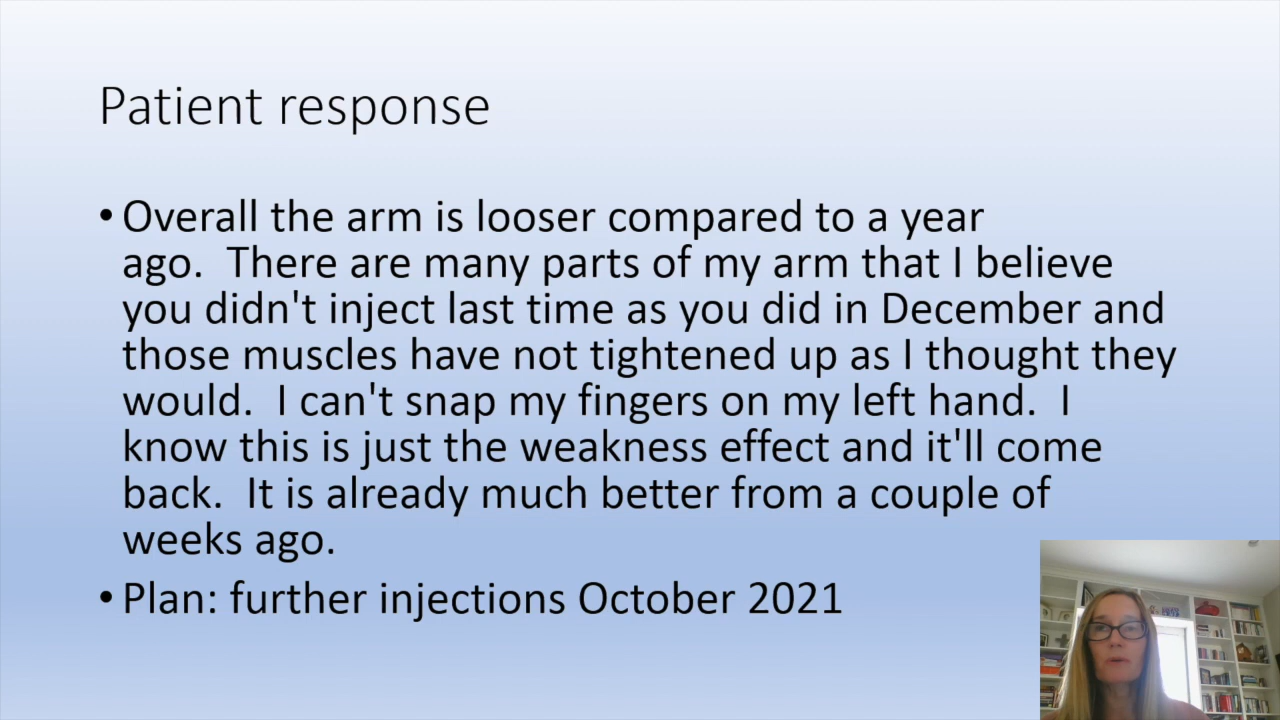 Patient response
• Overall the arm is looser compared to a year
ago.  There are many parts of my arm that I believe
you didn't inject last time as you did in December and
those muscles have not tightened up as I thought they
would.  I can't snap my fingers on my left hand.  I
know this is just the weakness effect and it'll come
back.  It is already much better from a couple of
weeks ago.
• Plan: further injections October 2021